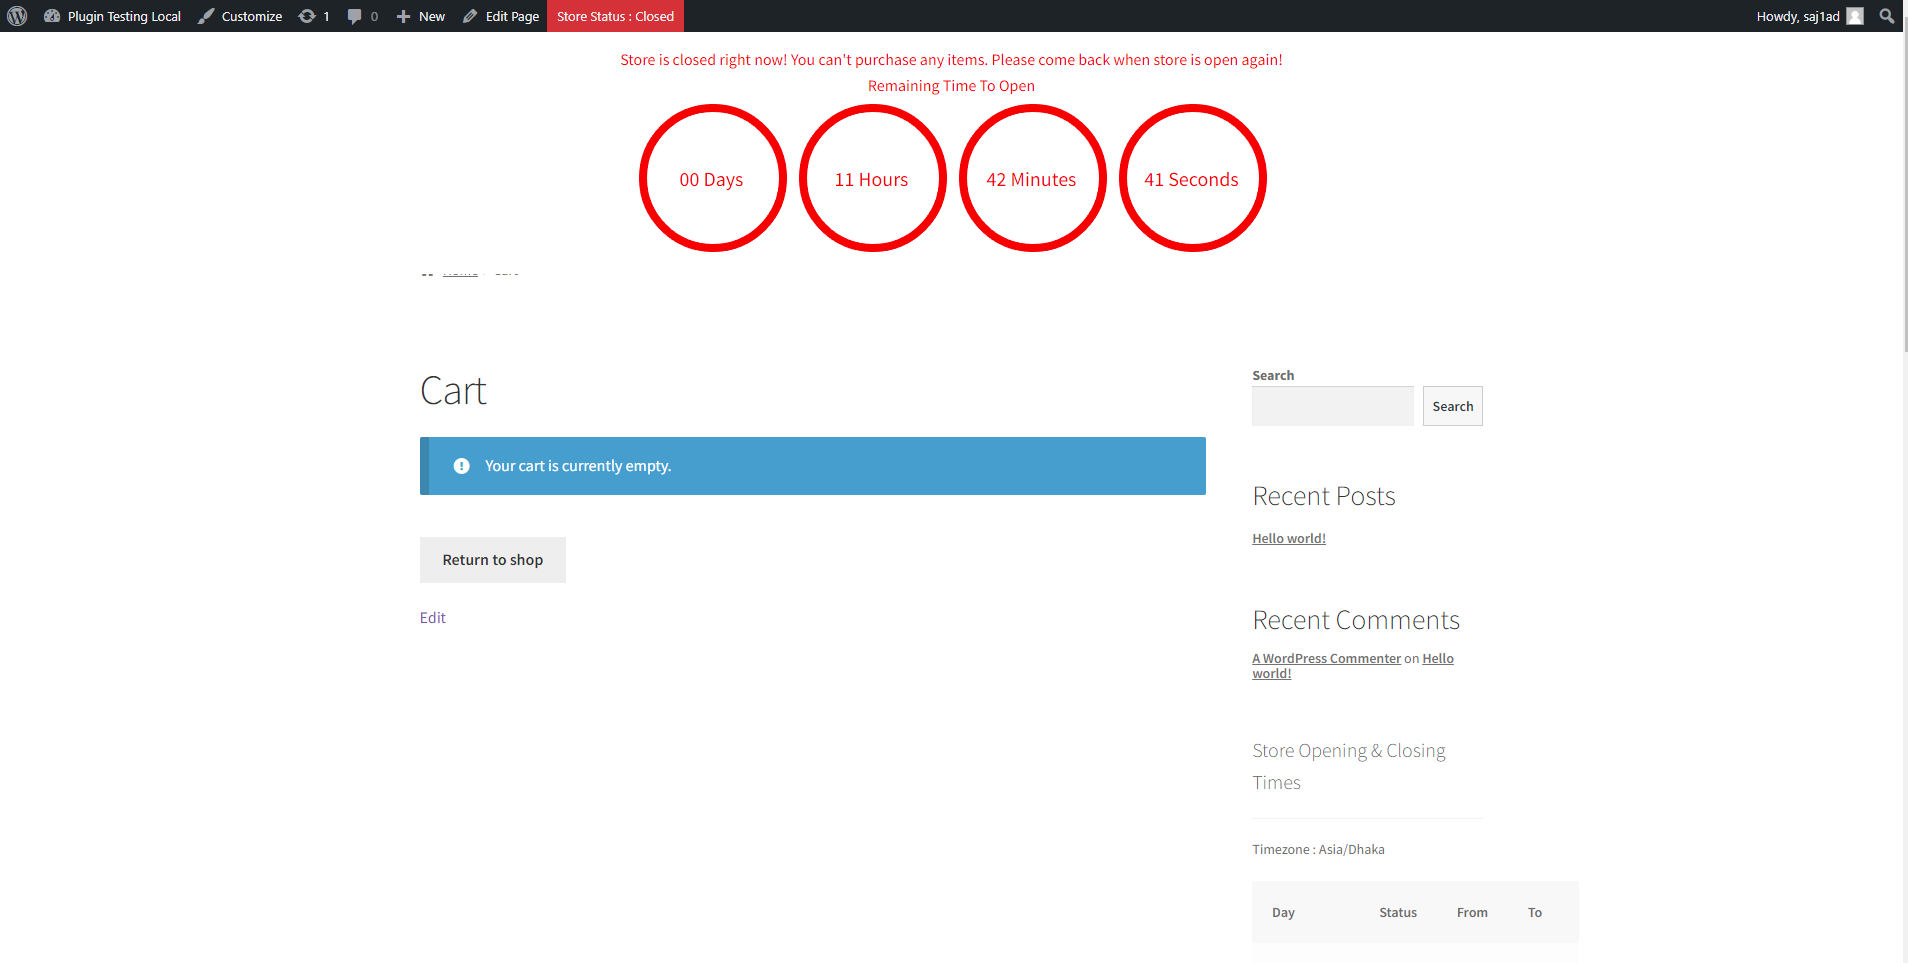 Plugin Testing Local Customize 1 0 New Edit Page Store Status : Closed Howdy, saj1ad
Store is closed right now! You can't purchase any items. Please come back when store is open again!
Remaining Time To Open
00 Days 11 Hours 42 Minutes 41 Seconds
Home Cart
Cart
Your cart is currently empty.
Return to shop
Edit
Search
Search
Recent Posts
Hello world!
Recent Comments
A WordPress Commenter on Hello
world!
Store Opening & Closing
Times
Timezone : Asia/Dhaka
Day Status From To